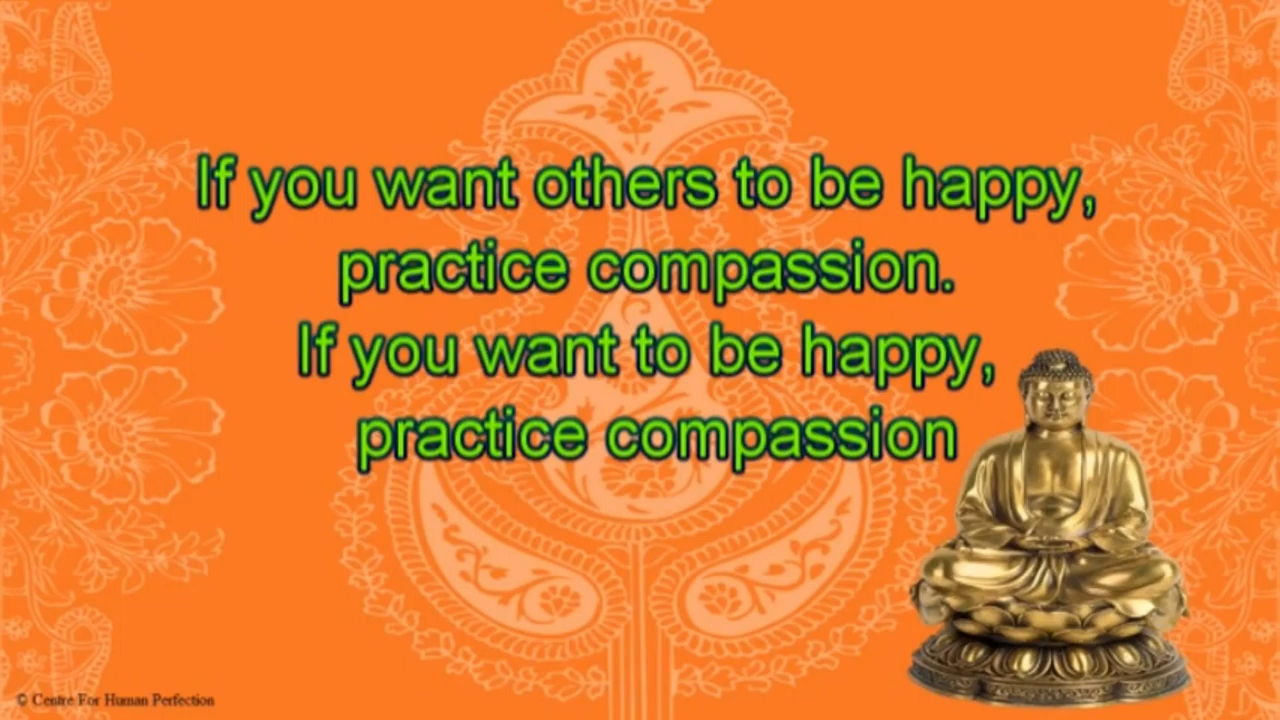 If you want others to be happy,
practice compassion.
If you want to be happy,
practice compassion
© Centre For Human Perfection